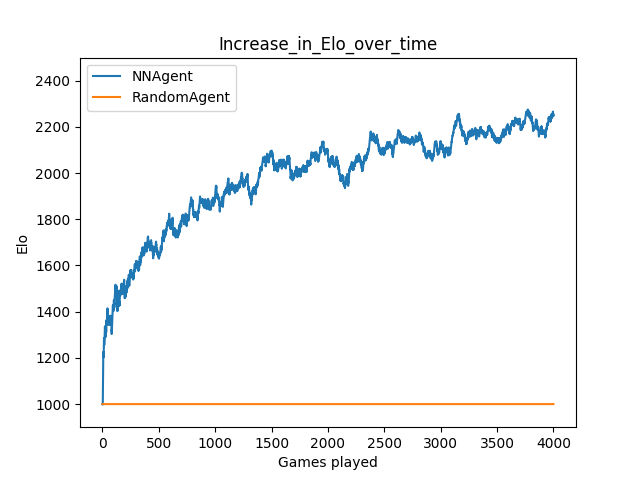 Increase_in_Elo_over_time
NNAgent
RandomAgent
2400
2200
2000
1800
1600
1400
1200
1000
Elo
0 500 1000 1500 2000 2500 3000 3500 4000
Games played